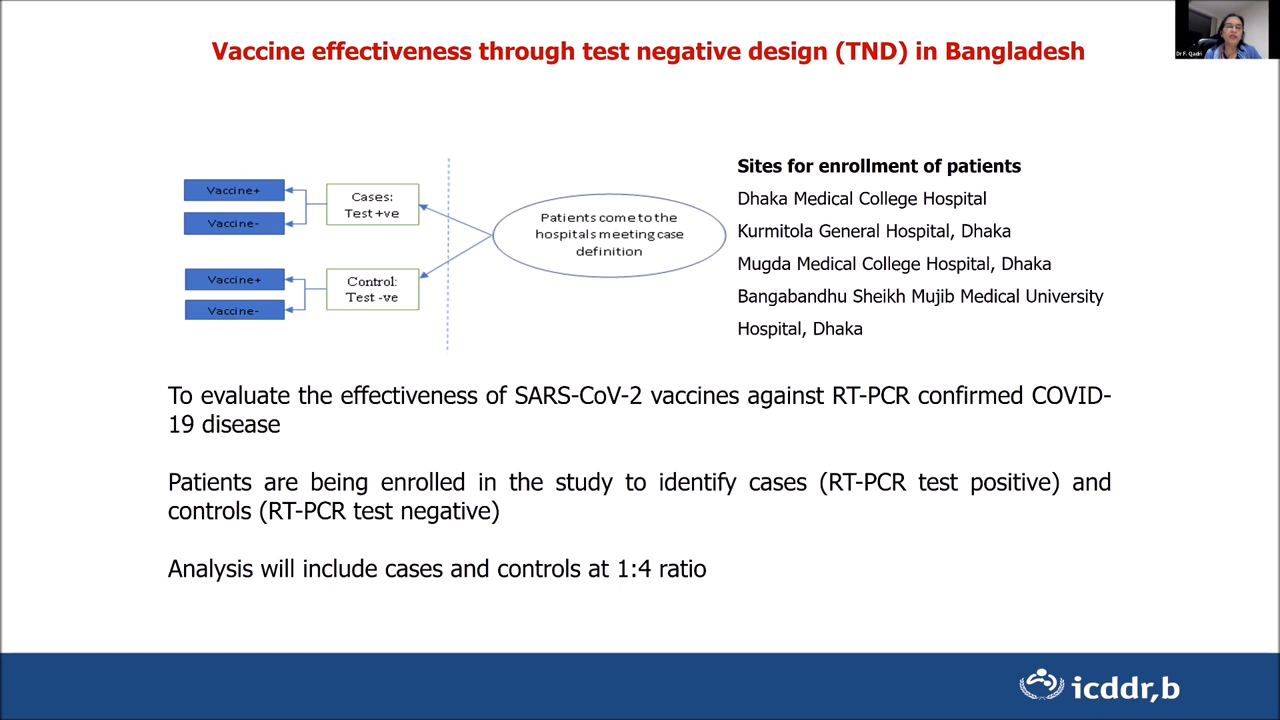 Vaccine effectiveness through test negative design (TND) in Bangladesh
Dr F. Qadri
Vaccine+
Vaccine-
Cases:
Test +ve
Vaccine+
Vaccine-
Control:
Test -ve
Patients come to the
hospitals meeting case
definition
Sites for enrollment of patients
Dhaka Medical College Hospital
Kurmitola General Hospital, Dhaka
Mugda Medical College Hospital, Dhaka
Bangabandhu Sheikh Mujib Medical University
Hospital, Dhaka
To evaluate the effectiveness of SARS-CoV-2 vaccines against RT-PCR confirmed COVID-
19 disease
Patients are being enrolled in the study to identify cases (RT-PCR test positive) and
controls (RT-PCR test negative)
Analysis will include cases and controls at 1:4 ratio
icddr,b